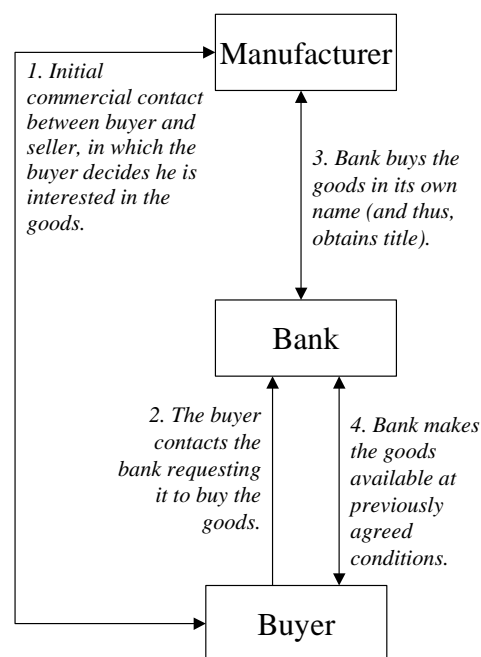 Manufacturer
1. Initial
commercial contact
between buyer and
seller, in which the
buyer decides he is
interested in the
goods.
3. Bank buys the
goods in its own
name (and thus,
obtains title).
Bank
2. The buyer
contacts the
bank requesting
it to buy the
goods.
4. Bank makes
the goods
available at
previously
agreed
conditions.
Buyer